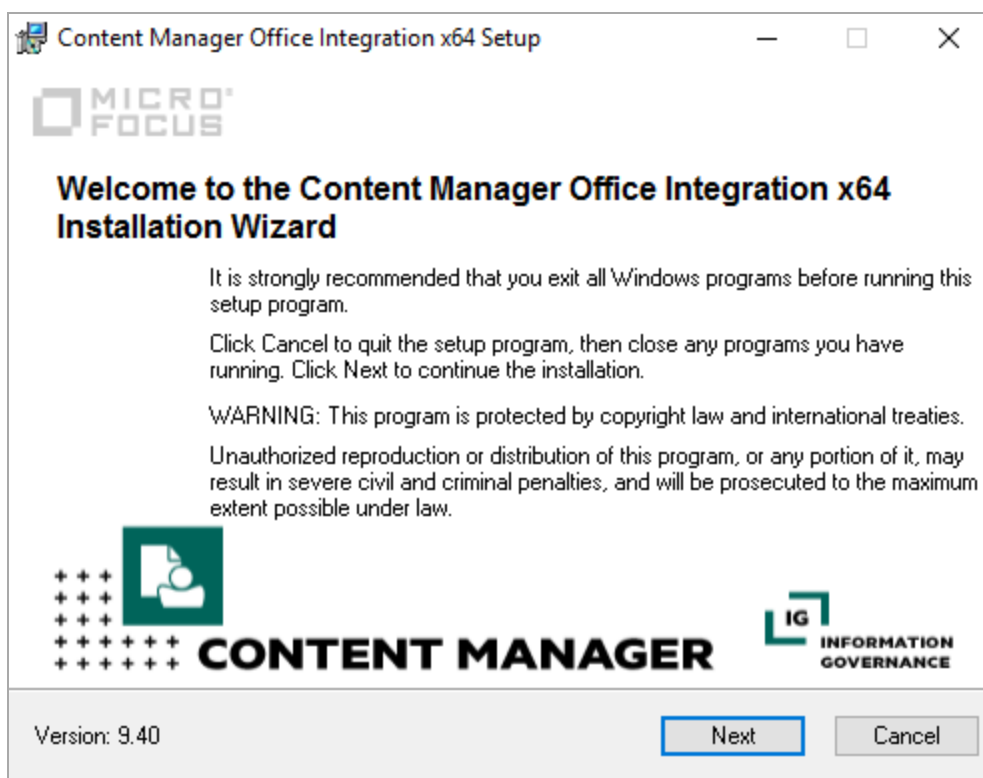 Content Manager Office Integration x64 Setup
MICRO
FOCUS
Welcome to the Content Manager Office Integration x64
Installation Wizard
It is strongly recommended that you exit all Windows programs before running this
setup program.
Click Cancel to quit the setup program, then close any programs you have
running. Click Next to continue the installation.
WARNING: This program is protected by copyright law and international treaties.
Unauthorized reproduction or distribution of this program, or any portion of it, may
result in severe civil and criminal penalties, and will be prosecuted to the maximum
extent possible under law.
CONTENT MANAGER
IG
INFORMATION
GOVERNANCE
Version: 9.40
Next
Cancel